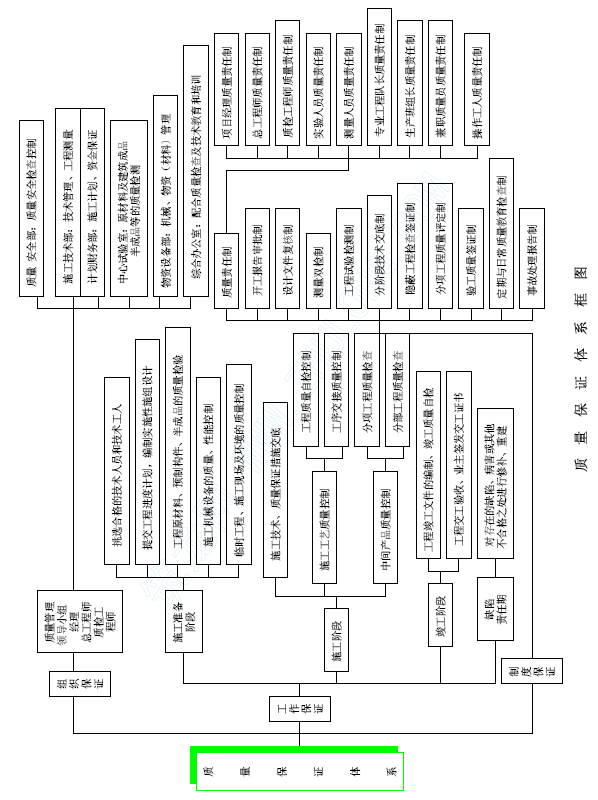 质量保证体系框图
质量保证体系
组织保证
质量管理
领导小组
经理
总工程师
质检工
程师
质量安全部：质量安全检查控制
施工技术部：技术管理、工程测量
计划财务部：施工计划、资金保证
中心试验室：原材料及建筑成品
半成品等的质量检测
物资设备部：机械、物资（材料）管理
综合办公室：配合质量检查及技术教育和培训
工作保证
施工准备
阶段
挑选合格的技术人员和技术工人
提交工程进度计划，编制实施性施组设计
工程原材料、预制构件、半成品的质量检验
施工机械设备的质量、性能控制
临时工程、施工现场及环境的质量控制
施工阶段
施工技术、质量保证措施交底
施工工艺质量控制
工程质量自检控制
工序交接质量控制
中间产品质量控制
分项工程质量检查
分部工程质量检查
竣工阶段
工程竣工文件的编制、竣工质量自检
工程交工验收、业主签发交工证书
缺陷
责任期
对存在的缺陷、病害或其他
不合格之处进行修补、重建
制度保证
质量责任制
开工报告审批制
设计文件复核制
测量双检制
工程试验检测制
分阶段技术交底制
隐蔽工程检查签证制
分项工程质量评定制
验工质量签证制
定期与日常质量教育检查制
事故处理报告制
项目经理质量责任制
总工程师质量责任制
质检工程师质量责任制
实验人员质量责任制
测量人员质量责任制
专业工程队长质量责任制
生产班组长质量责任制
兼职质量员质量责任制
操作工人质量责任制